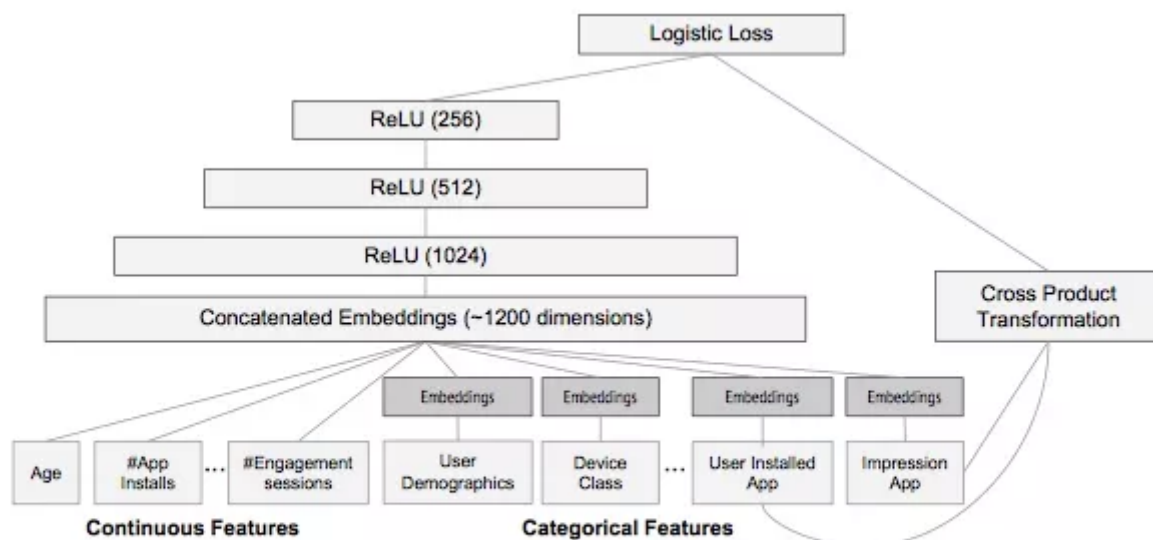 Logistic Loss
ReLU (256)
ReLU (512)
ReLU (1024)
Concatenated Embeddings (~1200 dimensions)
Cross Product
Transformation
Embeddings
Embeddings
Embeddings
Embeddings
Age
#App
Installs
...
#Engagement
sessions
User
Demographics
Device
Class
...
User Installed
App
Impression
App
Continuous Features
Categorical Features